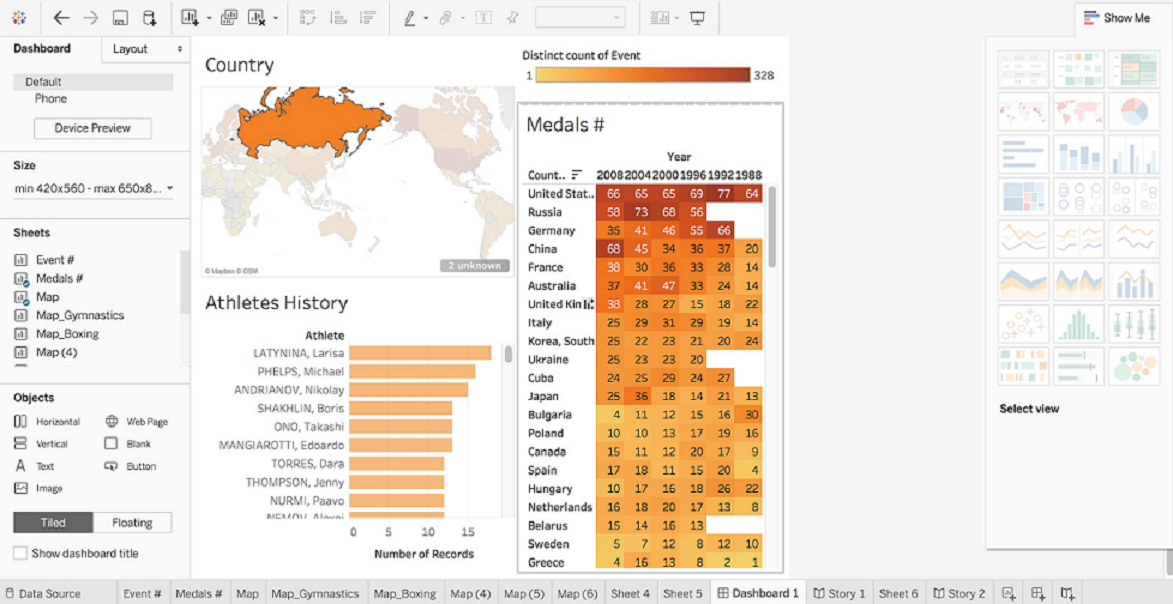 Show Me
Dashboard
Layout
Default
Phone
Device Preview
Size
min 420x560 - max 650x8...
Sheets
Event #
Medals #
Map
Map_Gymnastics
Map_Boxing
Map (4)
Objects
Horizontal
Web Page
Vertical
Blank
Text
Button
Image
Tiled
Floating
Show dashboard title
Country
© Mapbox © OSM
2 unknown
Athletes History
Athlete
LATYNINA, Larisa
PHELPS, Michael
ANDRIANOV, Nikolay
SHAKHLIN, Boris
ONO, Takashi
MANGIAROTTI, Edoardo
TORRES, Dara
THOMPSON, Jenny
NURMI, Paavo
NEMOV, Alexei
0 5 10 15
Number of Records
Distinct count of Event
1 328
Medals #
Year
Count.. 2008 2004 2000 1996 1992 1988
United Stat.. 66 65 65 69 77 64
Russia 58 73 68 56
Germany 35 41 46 55 66
China 68 45 34 36 37 20
France 38 30 36 33 28 14
Australia 37 41 47 33 24 14
United Kin 38 28 27 15 18 22
Italy 25 29 31 29 19 14
Korea, South 25 22 23 21 20 24
Ukraine 25 23 23 20
Cuba 24 25 29 24 27
Japan 25 36 18 14 21 13
Bulgaria 4 11 12 15 16 30
Poland 10 10 13 17 19 16
Canada 15 11 12 20 17 9
Spain 17 18 11 15 20 4
Hungary 10 17 16 18 26 22
Netherlands 16 18 20 17 13 8
Belarus 15 14 16 13
Sweden 5 7 12 8 12 10
Greece 4 16 13 8 2 1
Select view
Data Source
Event #
Medals #
Map
Map_Gymnastics
Map_Boxing
Map (4)
Map (5)
Map (6)
Sheet 4
Sheet 5
Dashboard 1
Story 1
Sheet 6
Story 2